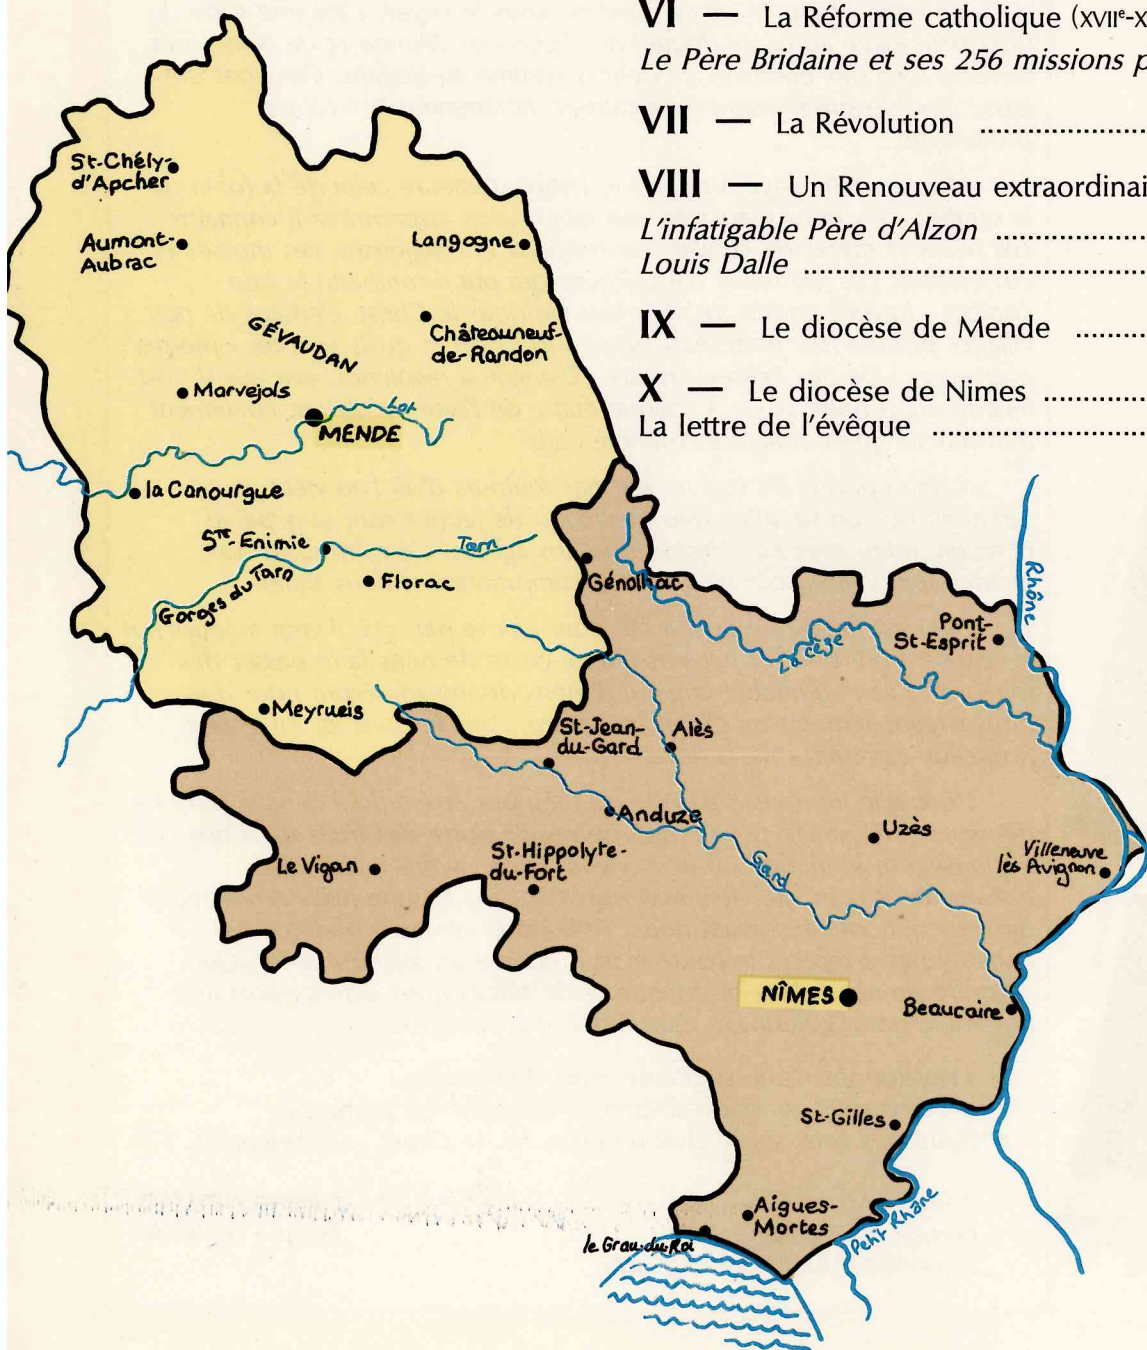 VI — La Réforme catholique (XVIIᵉ-X
Le Père Bridaine et ses 256 missions p
VII — La Révolution ....................
VIII — Un Renouveau extraordinai
L'infatigable Père d'Alzon ....................
Louis Dalle ....................
IX — Le diocèse de Mende ..........
X — Le diocèse de Nimes ..........
La lettre de l'évêque ....................
St-Chély-
d'Apcher
Aumont-
Aubrac
Langogne
GÉVAUDAN
Châteauneuf-
de-Randon
Marvejols
Lot
MENDE
la Canourgue
STE-Enimie
Tarn
Gorges du Tarn
Florac
Meyrueis
Génolhac
Rhône
Pont-
St-Esprit
La cèze
St-Jean-
du-Gard
Alès
Anduze
Uzès
Le Vigan
St-Hippolyte-
du-Fort
Gard
Villeneuve
lès Avignon
NÎMES
Beaucaire
St-Gilles
Aigues-
Mortes
le Grau-du-Roi
Petit Rhône